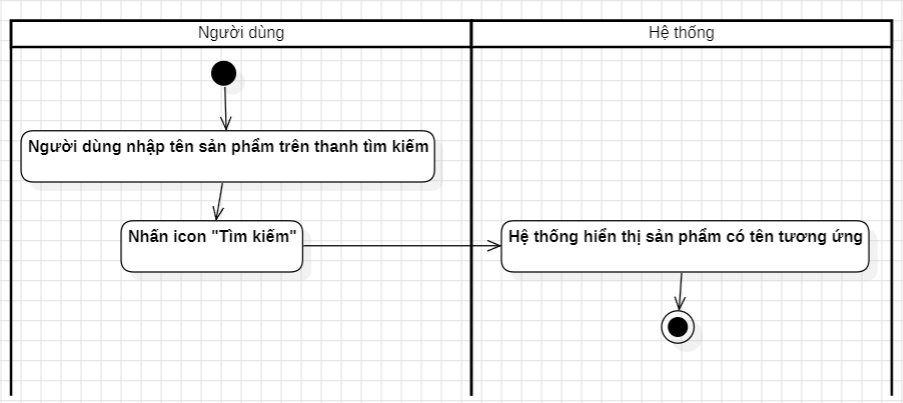 Người dùng
Hệ thống
Người dùng nhập tên sản phẩm trên thanh tìm kiếm
Nhấn icon "Tìm kiếm"
Hệ thống hiển thị sản phẩm có tên tương ứng